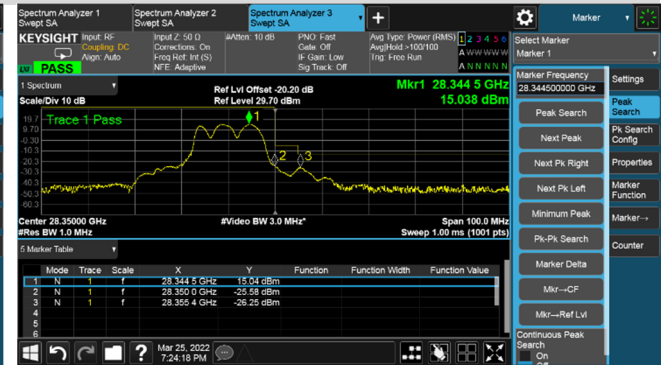 Spectrum Analyzer 1
Swept SA
Spectrum Analyzer 2
Swept SA
Spectrum Analyzer 3
Swept SA
Marker
KEYSIGHT
PASS
Input: RF
Coupling: DC
Align: Auto
Input Z: 50 Ω
Corrections: On
Freq Ref: Int (S)
NFE: Adaptive
#Atten: 10 dB
PNO: Fast
Gate: Off
IF Gain: Low
Sig Track: Off
Avg Type: Power (RMS)
Avg|Hold:>100/100
Trig: Free Run
1 2 3 4 5 6
A W W W W W
A N N N N N
1 Spectrum
Scale/Div 10 dB
Ref Lvl Offset -20.20 dB
Ref Level 29.70 dBm
Mkr1 28.344 5 GHz
15.038 dBm
Trace 1 Pass
19.7
9.70
-0.30
-10.3
-20.3
-30.3
-40.3
-50.3
-60.3
1
2
3
Center 28.35000 GHz
#Res BW 1.0 MHz
#Video BW 3.0 MHz*
Span 100.0 MHz
Sweep 1.00 ms (1001 pts)
5 Marker Table
Mode Trace Scale X Y Function Function Width Function Value
1 N 1 f 28.344 5 GHz 15.04 dBm
2 N 1 f 28.350 0 GHz -25.58 dBm
3 N 1 f 28.355 4 GHz -26.25 dBm
4
5
6
Mar 25, 2022
7:24:18 PM
Select Marker
Marker 1
Marker Frequency
28.344500000 GHz
Peak Search
Next Peak
Next Pk Right
Next Pk Left
Minimum Peak
Pk-Pk Search
Marker Delta
Mkr→CF
Mkr→Ref Lvl
Continuous Peak
Search
On
Off
Settings
Peak
Search
Pk Search
Config
Properties
Marker
Function
Marker→
Counter